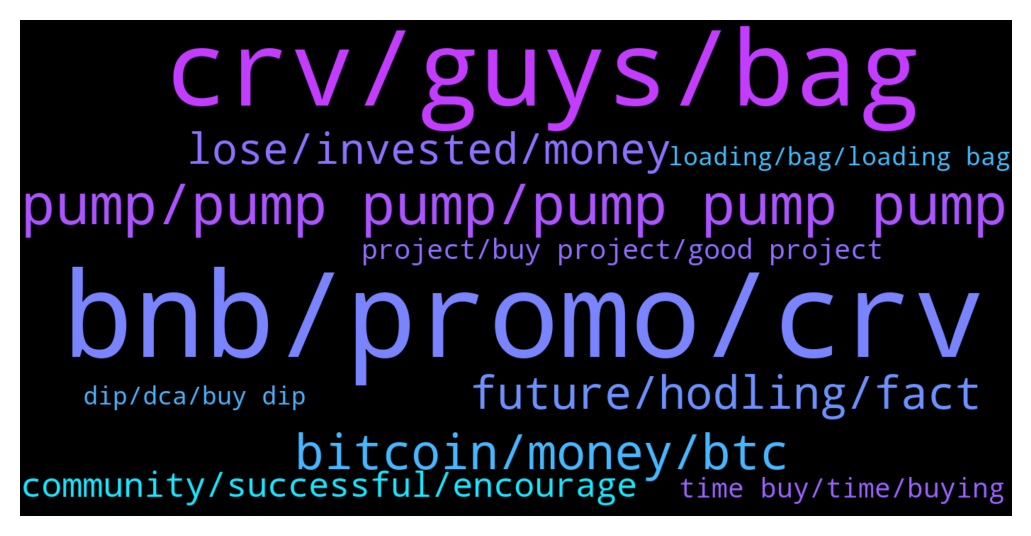 crv/guys/bag
lose/invested/money
loading/bag/loading bag
pump/pump pump/pump pump pump
project/buy project/good project
bnb/promo/crv
dip/dca/buy dip
future/hodling/fact
bitcoin/money/btc
community/successful/encourage
time buy/time/buying